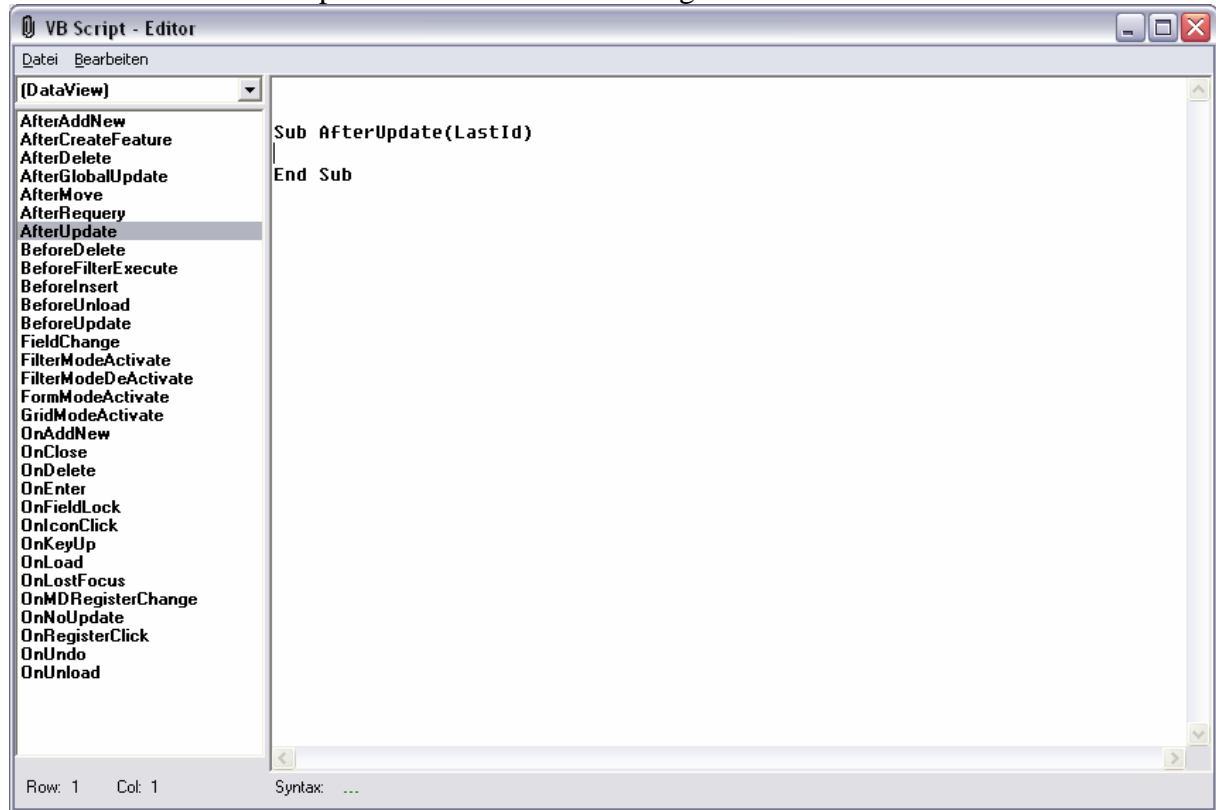 VB Script - Editor
Datei Bearbeiten
(DataView)
AfterAddNew
AfterCreateFeature
AfterDelete
AfterGlobalUpdate
AfterMove
AfterRequery
AfterUpdate
BeforeDelete
BeforeFilterExecute
BeforeInsert
BeforeUnload
BeforeUpdate
FieldChange
FilterModeActivate
FilterModeDeActivate
FormModeActivate
GridModeActivate
OnAddNew
OnClose
OnDelete
OnEnter
OnFieldLock
OnIconClick
OnKeyUp
OnLoad
OnLostFocus
OnMDRegisterChange
OnNoUpdate
OnRegisterClick
OnUndo
OnUnload
Sub AfterUpdate(LastId)
End Sub
Row: 1 Col: 1 Syntax: ...